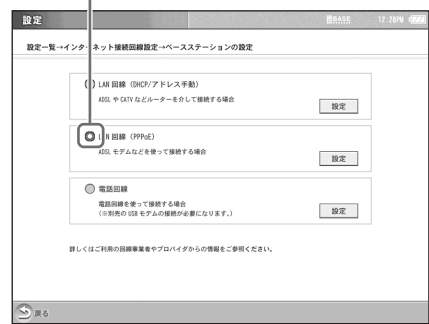 設定
BASE 12:28PM
設定一覧→インターネット接続回線設定→ベースステーションの設定
LAN 回線（DHCP/アドレス手動）
ADSL や CATV などルーターを介して接続する場合
設定
LAN 回線（PPPoE）
ADSL モデムなどを使って接続する場合
設定
電話回線
電話回線を使って接続する場合
（※別売の USB モデムの接続が必要になります。）
設定
詳しくはご利用の回線事業者やプロバイダからの情報をご参照ください。
戻る